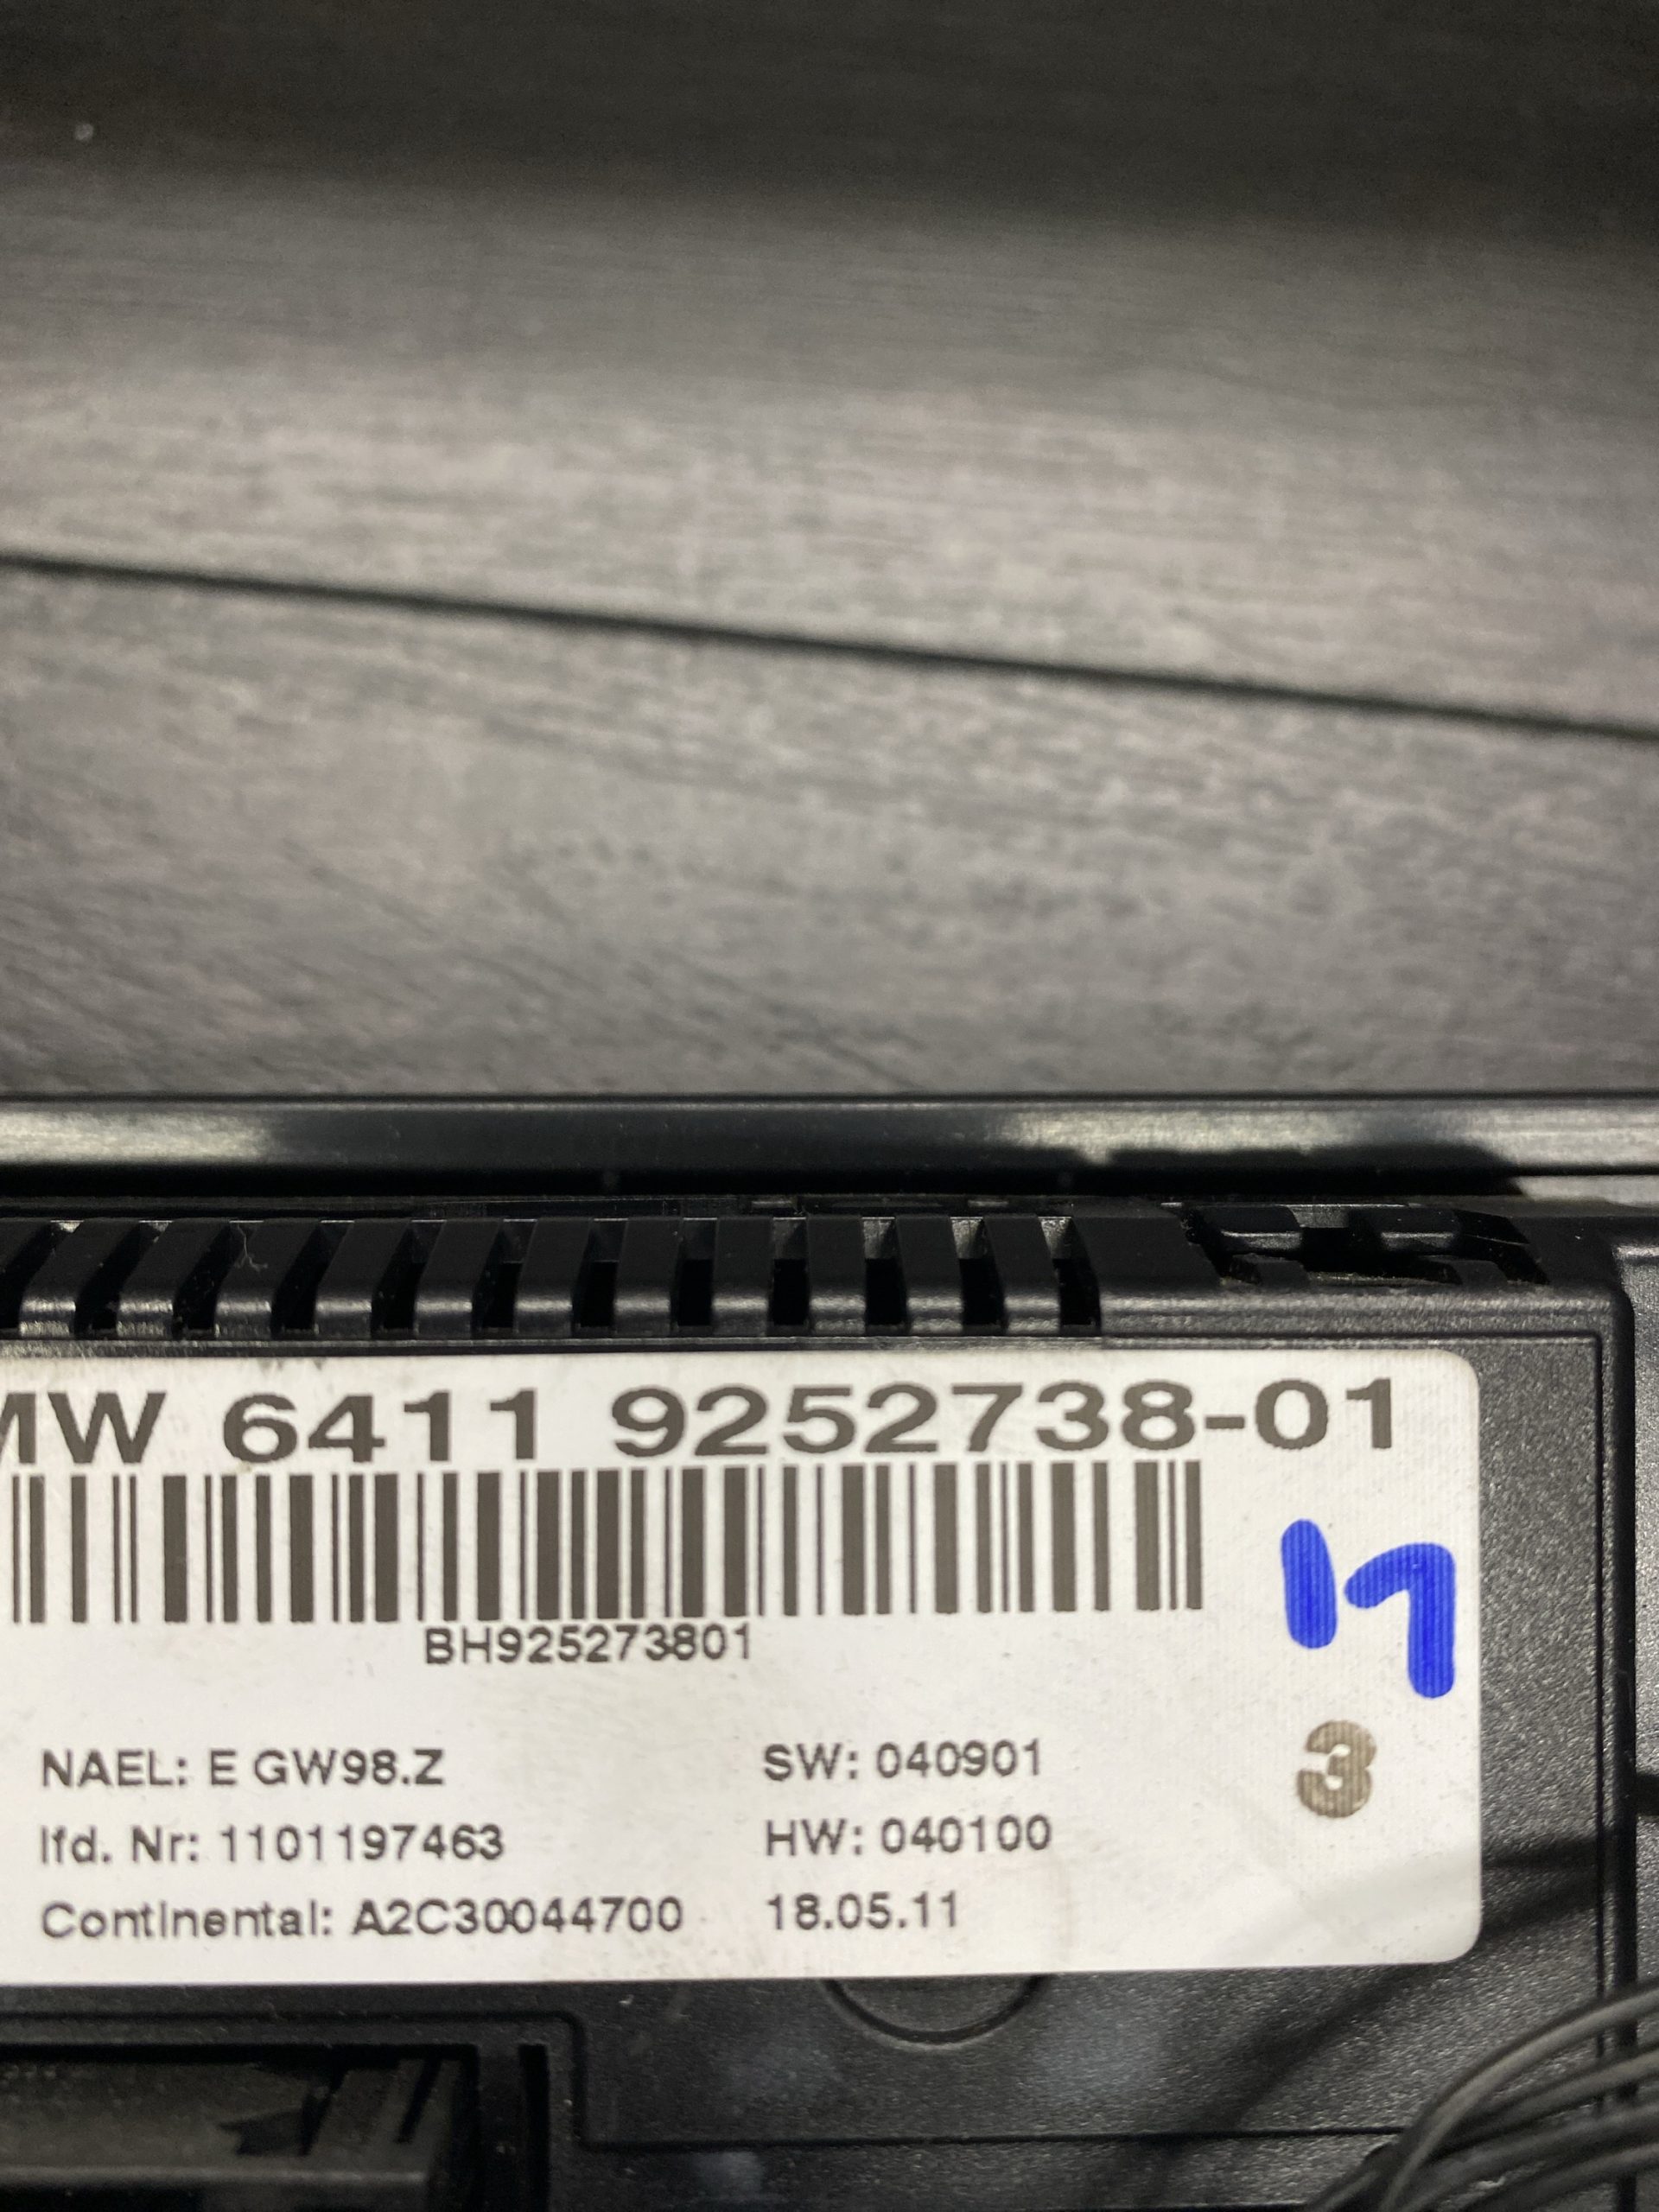 MW 6411 9252738-01
BH925273801
NAEL: E GW98.Z
SW: 040901
3
lfd. Nr: 1101197463
HW: 040100
Continental: A2C30044700
18.05.11